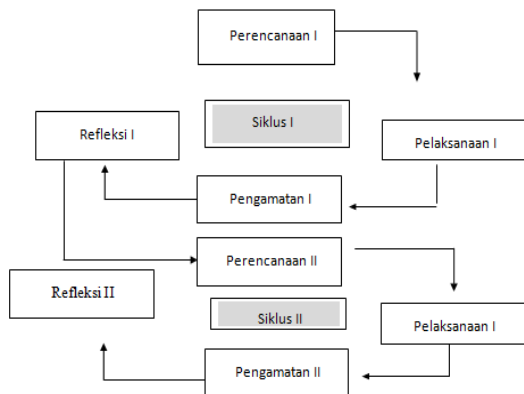 Perencanaan I
Siklus I
Refleksi I
Pelaksanaan I
Pengamatan I
Perencanaan II
Refleksi II
Siklus II
Pelaksanaan I
Pengamatan II